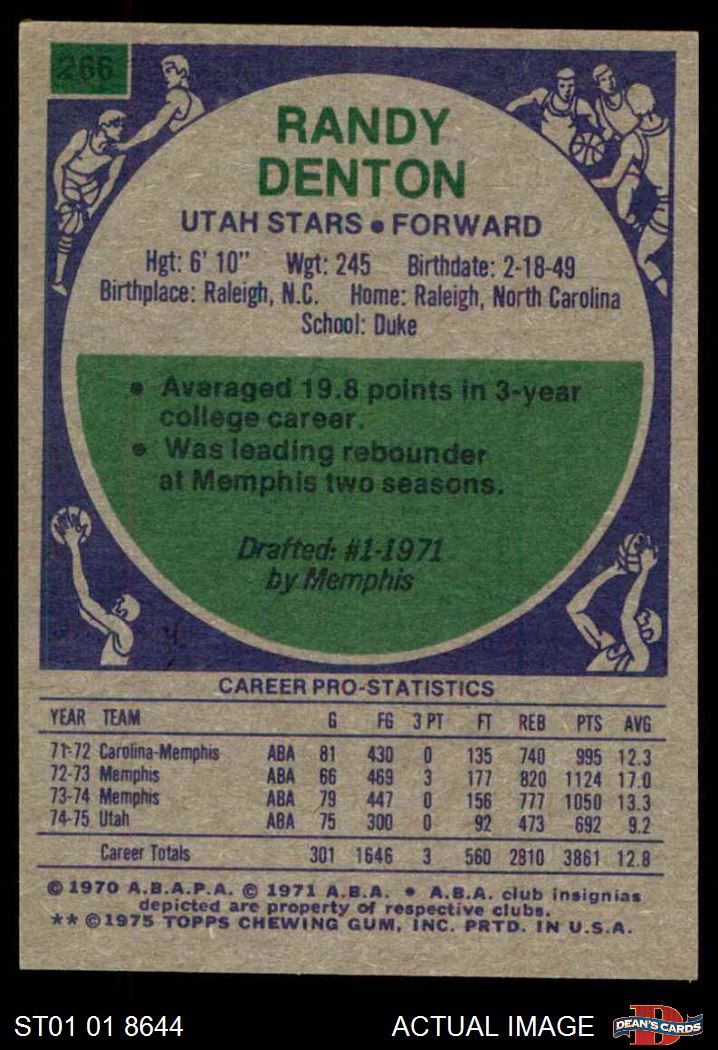 266
RANDY
DENTON
UTAH STARS • FORWARD
Hgt: 6' 10" Wgt: 245 Birthdate: 2-18-49
Birthplace: Raleigh, N.C. Home: Raleigh, North Carolina
School: Duke
• Averaged 19.8 points in 3-year
college career.
• Was leading rebounder
at Memphis two seasons.
Drafted: #1-1971
by Memphis
CAREER PRO-STATISTICS
YEAR TEAM G FG 3 PT FT REB PTS AVG
71-72 Carolina-Memphis ABA 81 430 0 135 740 995 12.3
72-73 Memphis ABA 66 469 3 177 820 1124 17.0
73-74 Memphis ABA 79 447 0 156 777 1050 13.3
74-75 Utah ABA 75 300 0 92 473 692 9.2
Career Totals 301 1646 3 560 2810 3861 12.8
© 1970 A.B.A.P.A. © 1971 A.B.A. • A.B.A. club insignias
depicted are property of respective clubs.
** © 1975 TOPPS CHEWING GUM, INC. PRTD. IN U.S.A.
ST01 01 8644 ACTUAL IMAGE D DEAN'S CARDS